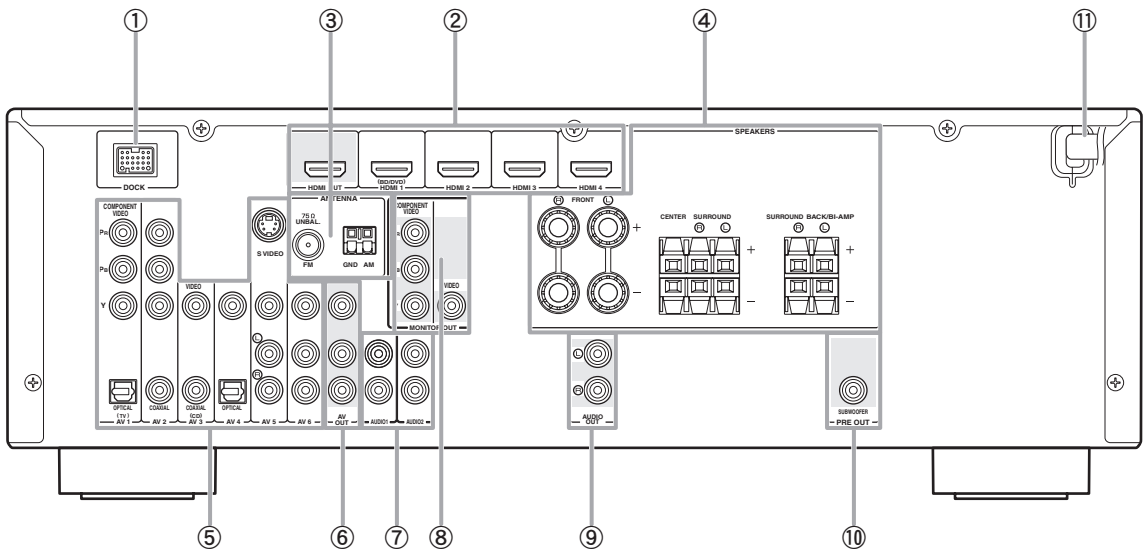 ① ③ ② ④ ⑪
SPEAKERS
DOCK
HDMI OUT
(BD/DVD)
HDMI 1
HDMI 2
HDMI 3
HDMI 4
COMPONENT
VIDEO
PR
PB
Y
S VIDEO
ANTENNA
75Ω
UNBAL.
FM
GND AM
COMPONENT
VIDEO
VIDEO
MONITOR OUT
R FRONT L
+
−
CENTER SURROUND
R L
+
−
SURROUND BACK/BI-AMP
R L
+
−
VIDEO
L
R
OPTICAL
(TV)
AV 1
COAXIAL
AV 2
COAXIAL
(CD)
AV 3
OPTICAL
AV 4
AV 5
AV 6
AV
OUT
AUDIO1
AUDIO2
L
R
AUDIO
OUT
SUBWOOFER
PRE OUT
⑤ ⑥ ⑦ ⑧ ⑨ ⑩